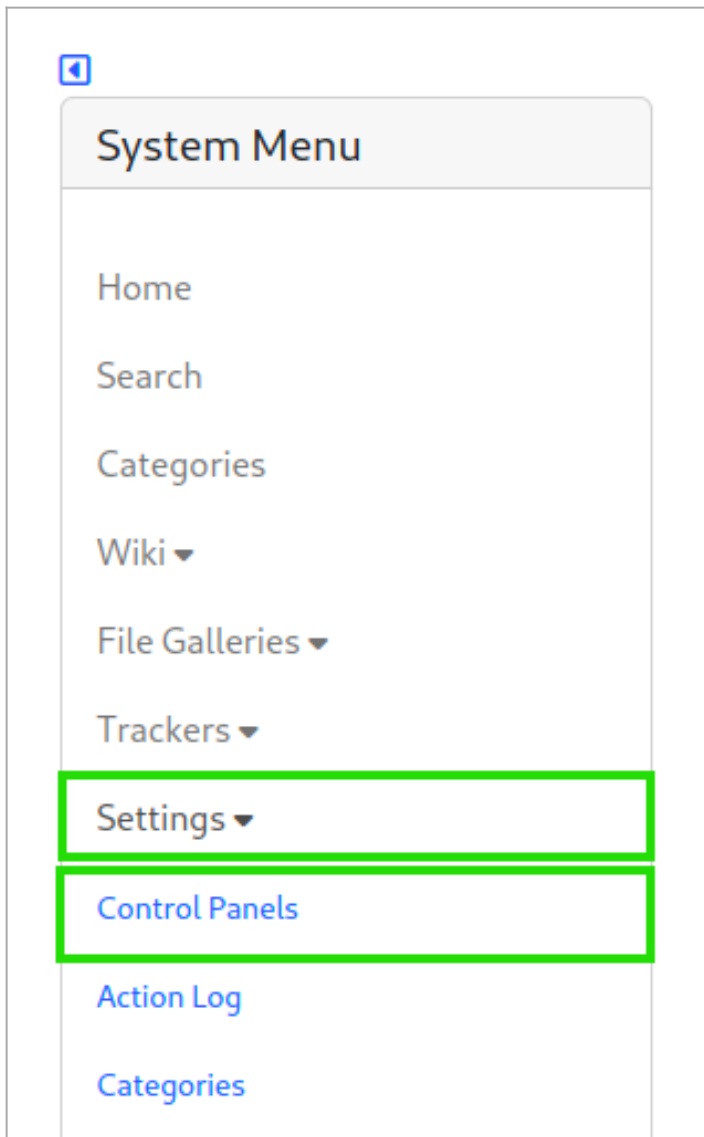 System Menu
Home
Search
Categories
Wiki
File Galleries
Trackers
Settings
Control Panels
Action Log
Categories